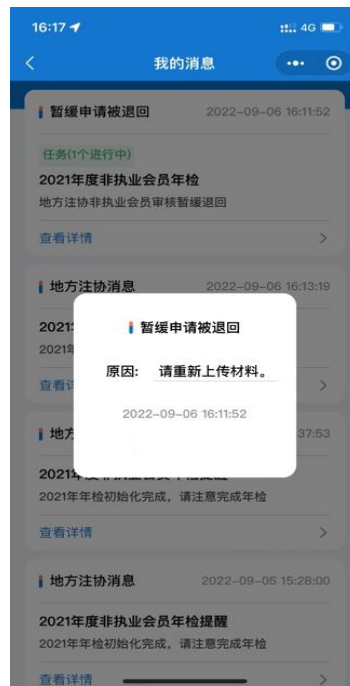 16:17
4G
我的消息
暂缓申请被退回 2022-09-06 16:11:52
任务(1个进行中)
2021年度非执业会员年检
地方注协非执业会员审核暂缓退回
查看详情
地方注协消息 2022-09-06 16:13:19
2021
2021年
查看
暂缓申请被退回
原因: 请重新上传材料。
2022-09-06 16:11:52
地方
37:53
2021年年检初始化完成，请注意完成年检
查看详情
地方注协消息 2022-09-05 15:28:00
2021年度非执业会员年检提醒
2021年年检初始化完成，请注意完成年检
查看详情